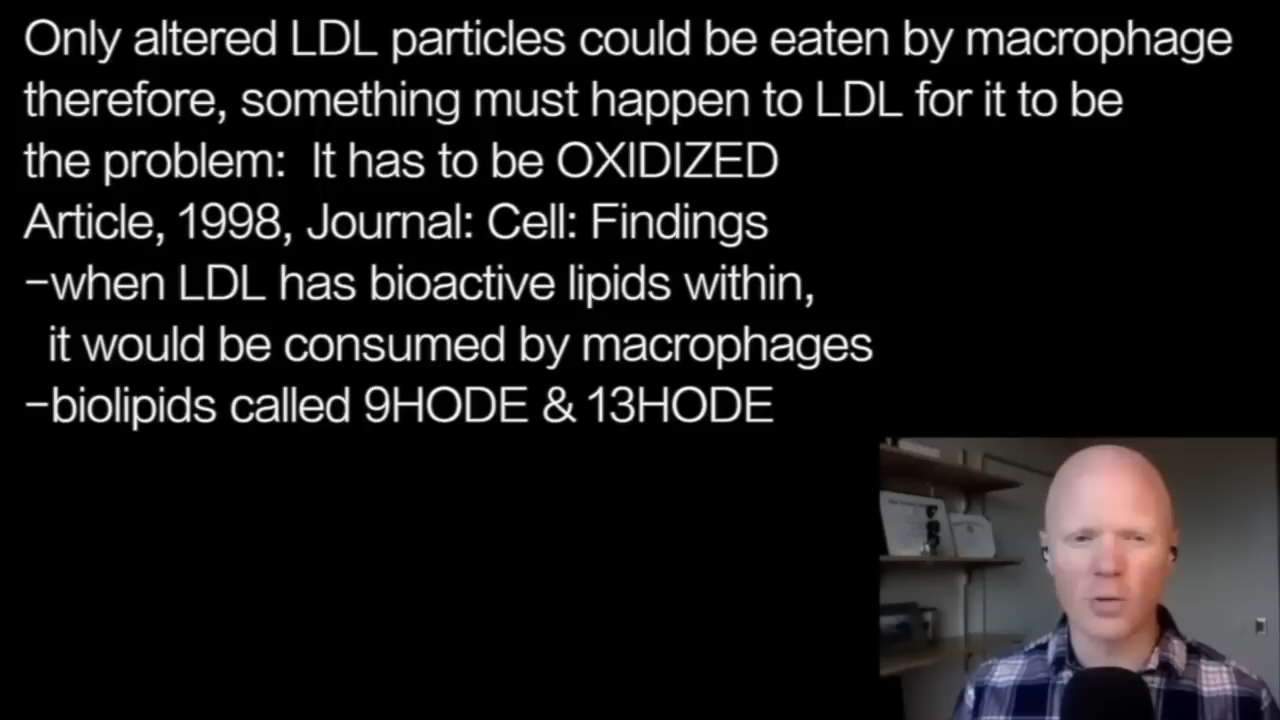 Only altered LDL particles could be eaten by macrophage
therefore, something must happen to LDL for it to be
the problem:  It has to be OXIDIZED
Article, 1998, Journal: Cell: Findings
-when LDL has bioactive lipids within,
it would be consumed by macrophages
-biolipids called 9HODE & 13HODE